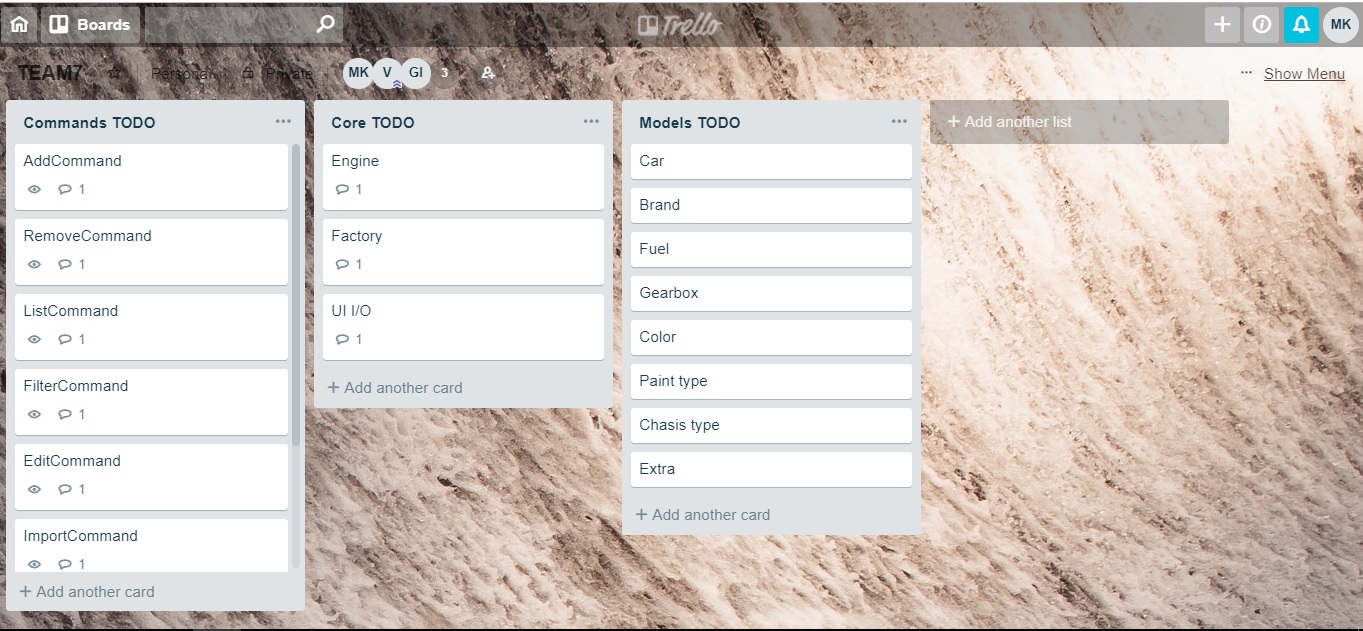 Boards
Trello
MK
TEAM7
Personal
Private
MK V GI 3
... Show Menu
Commands TODO ...
AddCommand
1
RemoveCommand
1
ListCommand
1
FilterCommand
1
EditCommand
1
ImportCommand
1
+ Add another card
Core TODO ...
Engine
1
Factory
1
UI I/O
1
+ Add another card
Models TODO ...
Car
Brand
Fuel
Gearbox
Color
Paint type
Chasis type
Extra
+ Add another card
+ Add another list